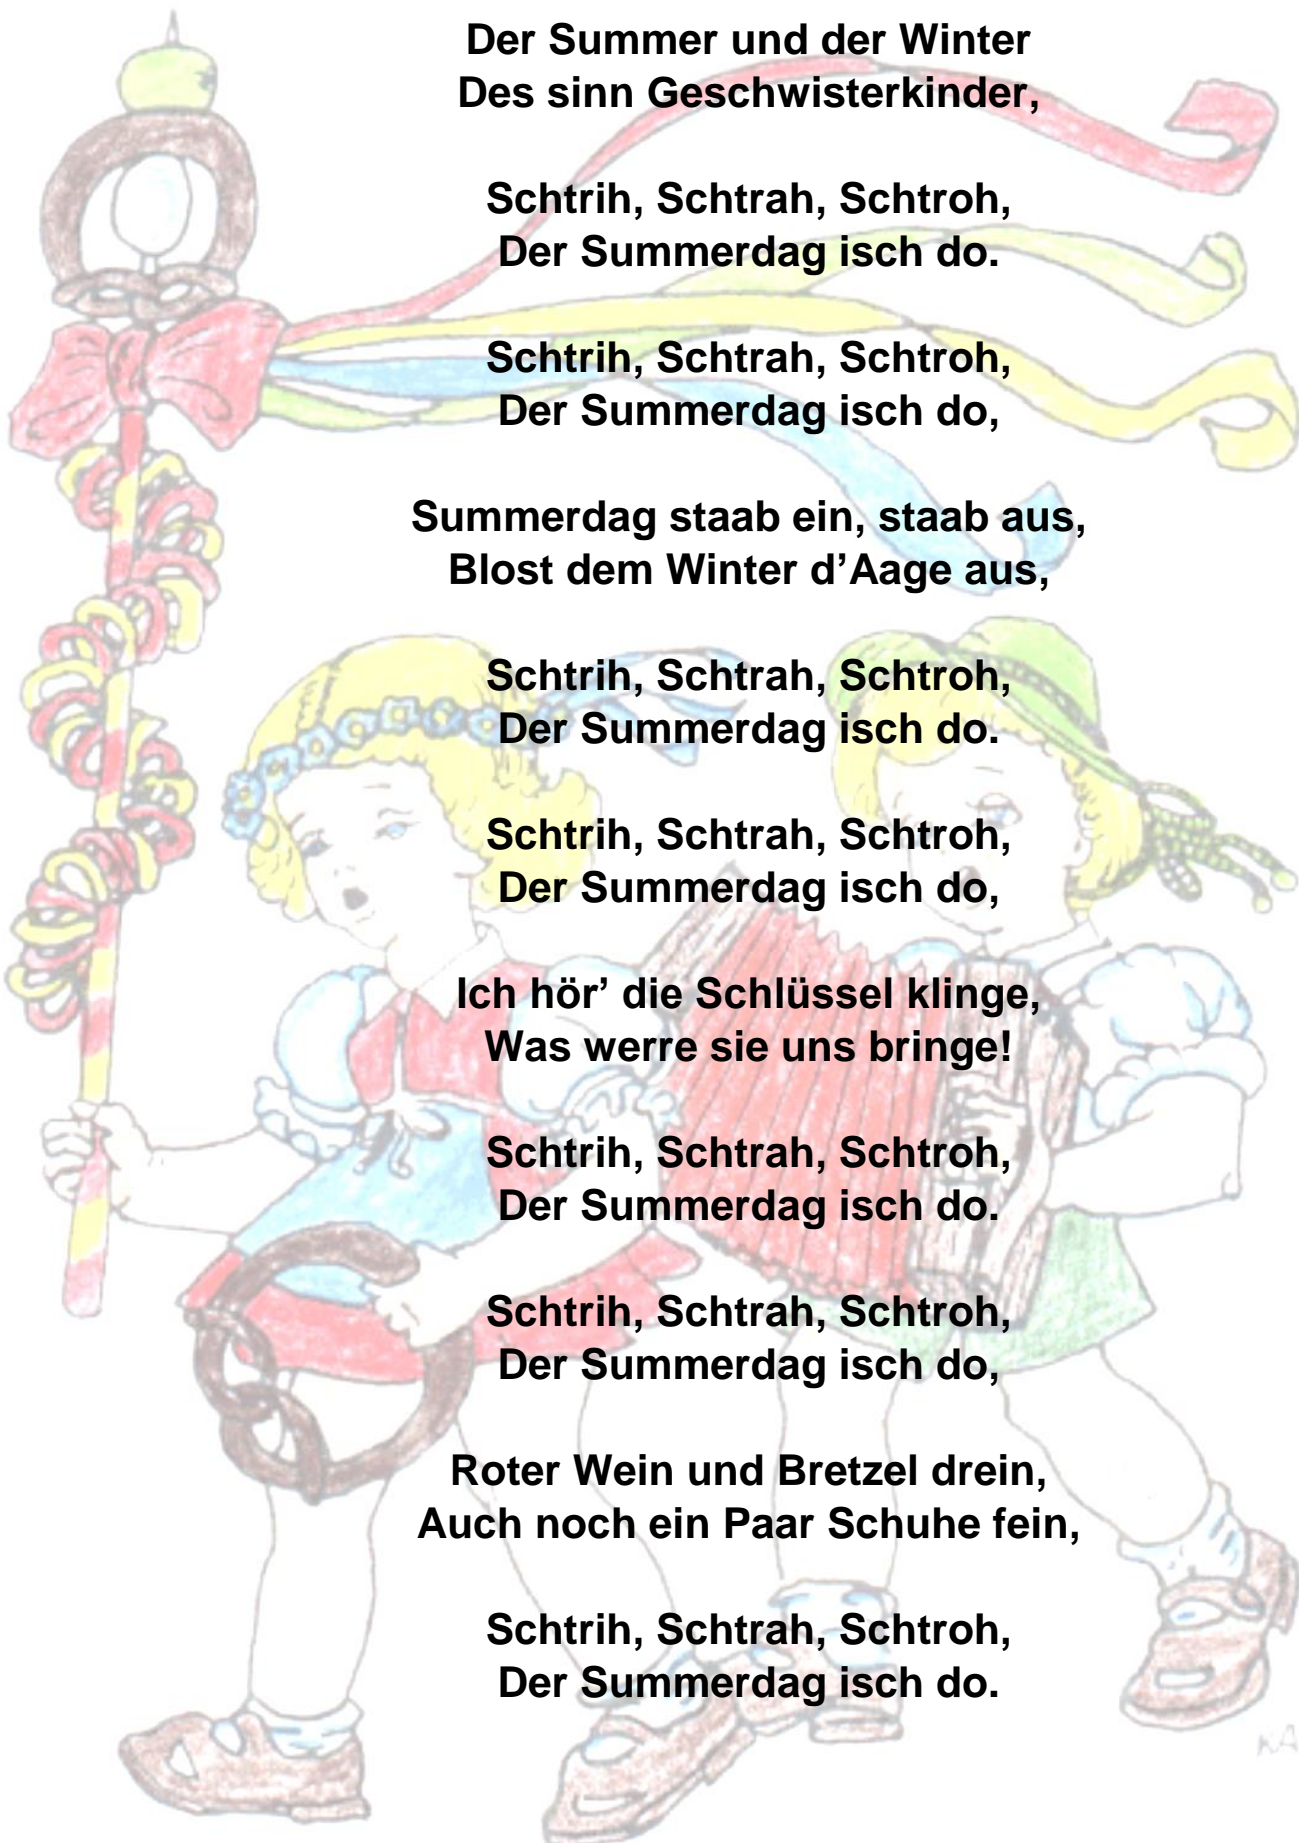 Der Summer und der Winter
Des sinn Geschwisterkinder,
Schtrih, Schtrah, Schtroh,
Der Summerdag isch do.
Schtrih, Schtrah, Schtroh,
Der Summerdag isch do,
Summerdag staab ein, staab aus,
Blost dem Winter d’Aage aus,
Schtrih, Schtrah, Schtroh,
Der Summerdag isch do.
Schtrih, Schtrah, Schtroh,
Der Summerdag isch do,
Ich hör’ die Schlüssel klinge,
Was werre sie uns bringe!
Schtrih, Schtrah, Schtroh,
Der Summerdag isch do.
Schtrih, Schtrah, Schtroh,
Der Summerdag isch do,
Roter Wein und Bretzel drein,
Auch noch ein Paar Schuhe fein,
Schtrih, Schtrah, Schtroh,
Der Summerdag isch do.
KA